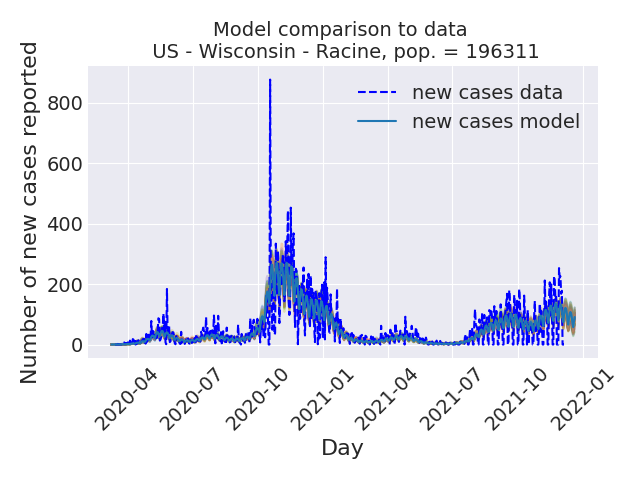 Model comparison to data
US - Wisconsin - Racine, pop. = 196311
Number of new cases reported
800
600
400
200
0
new cases data
new cases model
2020-04
2020-07
2020-10
2021-01
2021-04
2021-07
2021-10
2022-01
Day